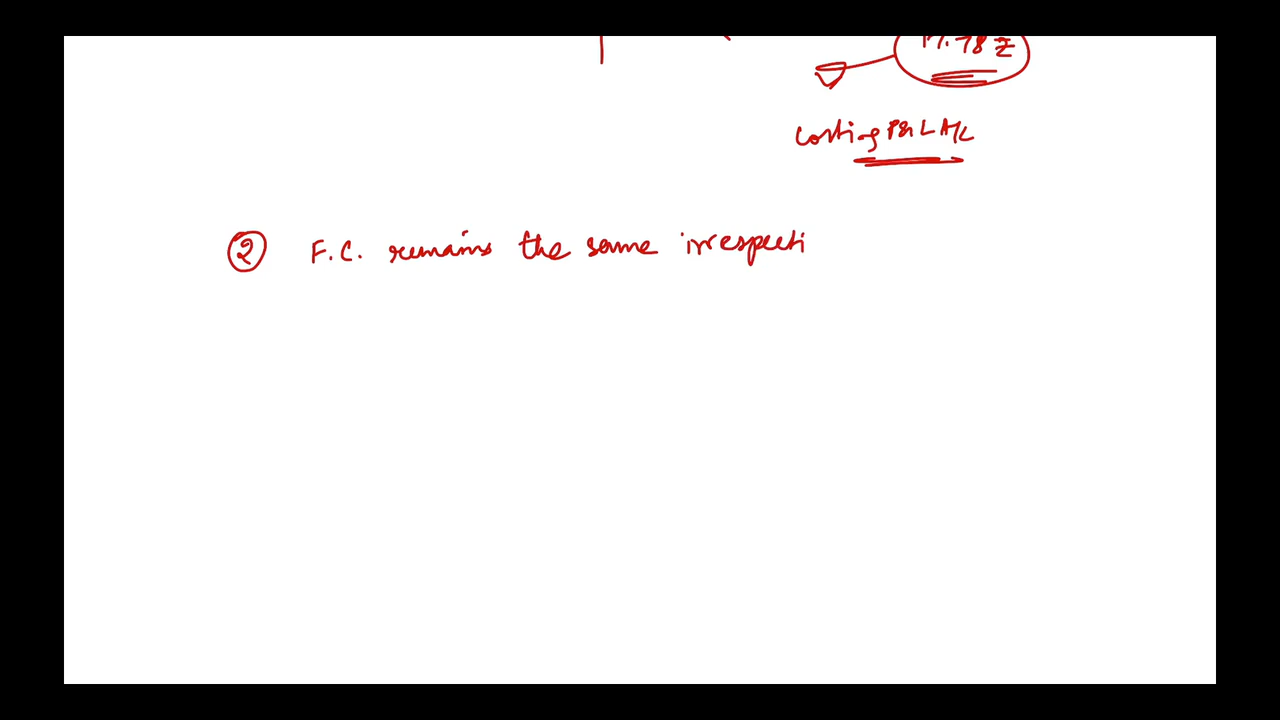 Costing P&L A/C
② F.C. remains the same irrespecti